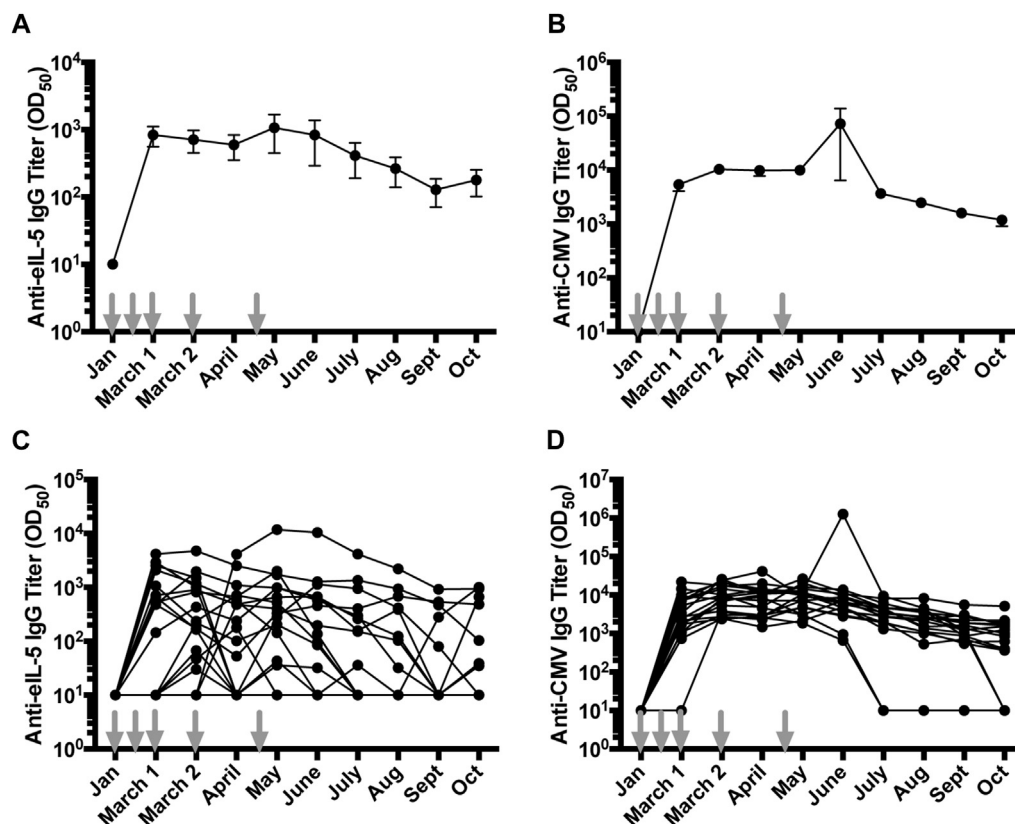 A
Anti-eIL-5 IgG Titer (OD50)
10^4
10^3
10^2
10^1
10^0
Jan
March 1
March 2
April
May
June
July
Aug
Sept
Oct
B
Anti-CMV IgG Titer (OD50)
10^6
10^5
10^4
10^3
10^2
10^1
Jan
March 1
March 2
April
May
June
July
Aug
Sept
Oct
C
Anti-eIL-5 IgG Titer (OD50)
10^5
10^4
10^3
10^2
10^1
10^0
Jan
March 1
March 2
April
May
June
July
Aug
Sept
Oct
D
Anti-CMV IgG Titer (OD50)
10^7
10^6
10^5
10^4
10^3
10^2
10^1
10^0
Jan
March 1
March 2
April
May
June
July
Aug
Sept
Oct